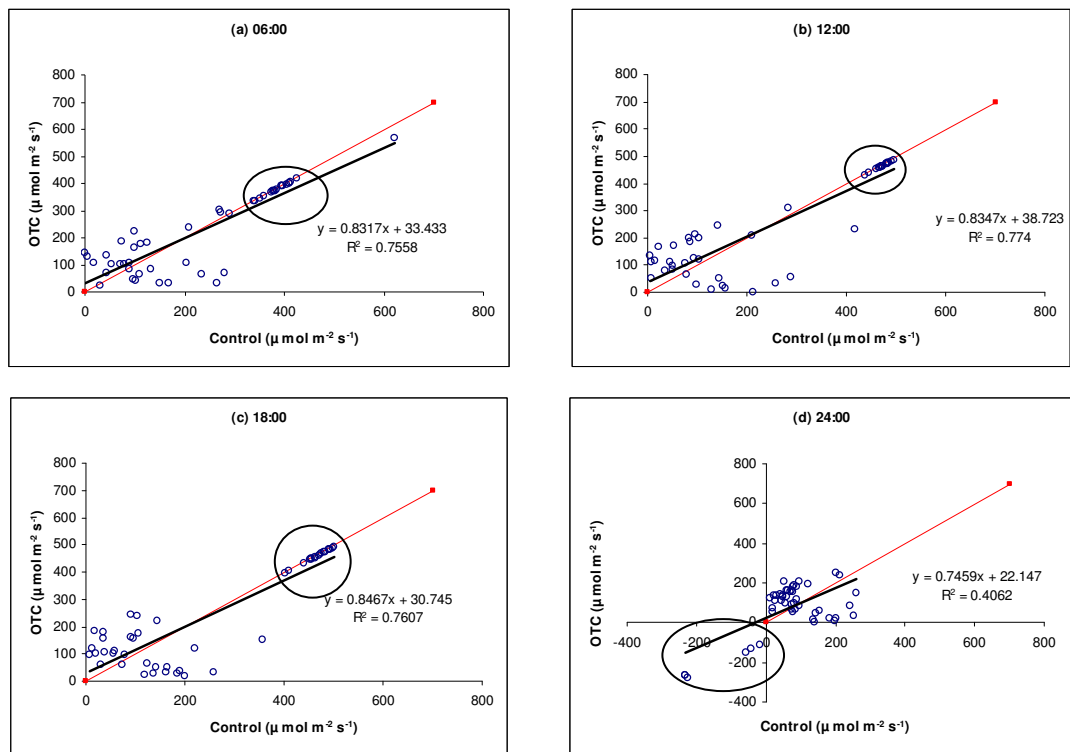 (a) 06:00
800
700
600
500
400
300
200
100
0
OTC (µ mol m⁻² s⁻¹)
y = 0.8317x + 33.433
R² = 0.7558
0 200 400 600 800
Control (µ mol m⁻² s⁻¹)
(b) 12:00
800
700
600
500
400
300
200
100
0
OTC (µ mol m⁻² s⁻¹)
y = 0.8347x + 38.723
R² = 0.774
0 200 400 600 800
Control (µ mol m⁻² s⁻¹)
(c) 18:00
800
700
600
500
400
300
200
100
0
OTC (µ mol m⁻² s⁻¹)
y = 0.8467x + 30.745
R² = 0.7607
0 200 400 600 800
Control (µ mol m⁻² s⁻¹)
(d) 24:00
800
600
400
200
0
-200
-400
OTC (µ mol m⁻² s⁻¹)
y = 0.7459x + 22.147
R² = 0.4062
-400 -200 0 200 400 600 800
Control (µ mol m⁻² s⁻¹)